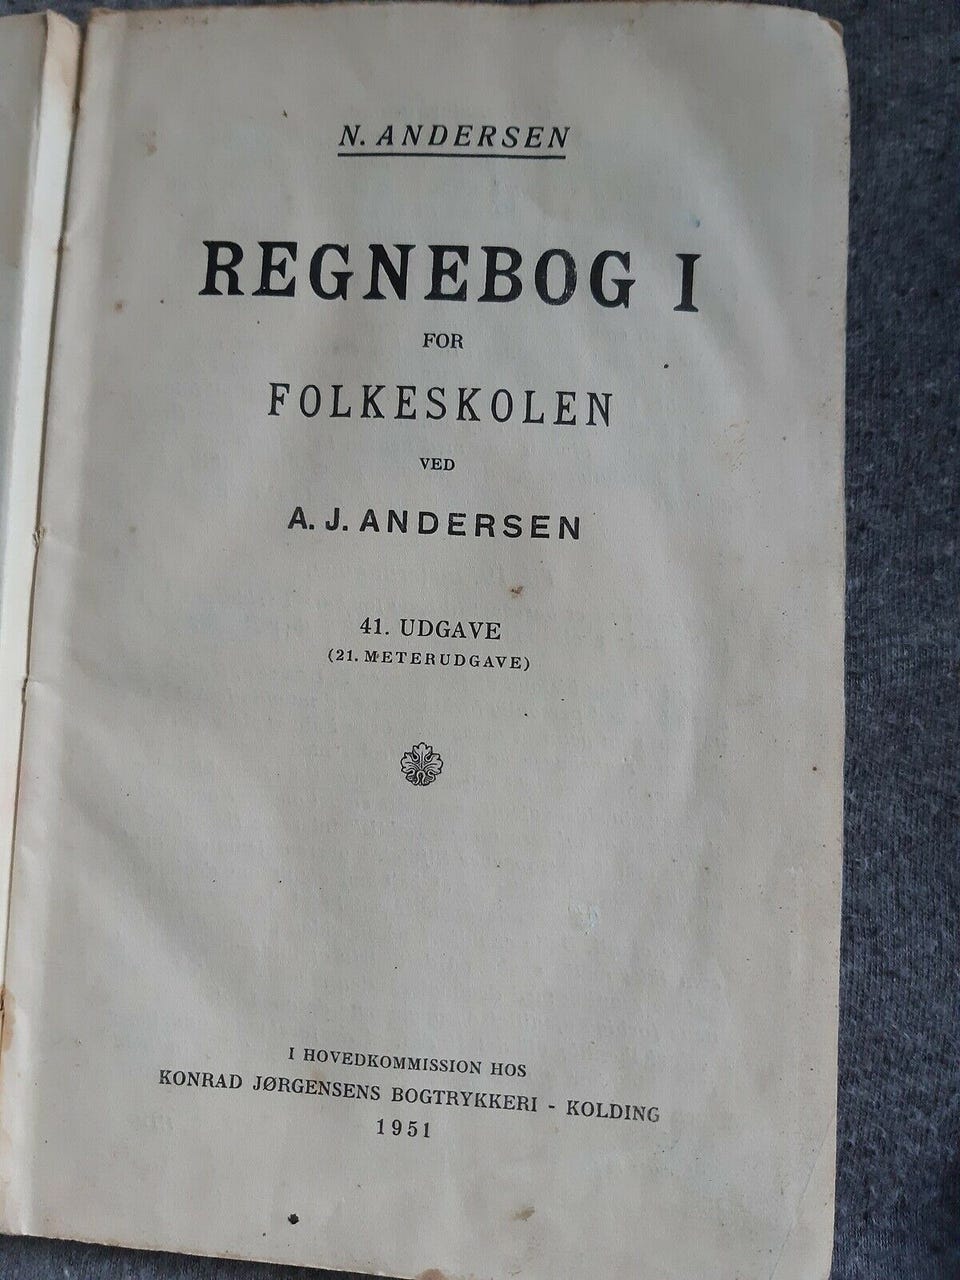 N. ANDERSEN
REGNEBOG I
FOR
FOLKESKOLEN
VED
A. J. ANDERSEN
41. UDGAVE
(21. METERUDGAVE)
I HOVEDKOMMISSION HOS
KONRAD JØRGENSENS BOGTRYKKERI - KOLDING
1951